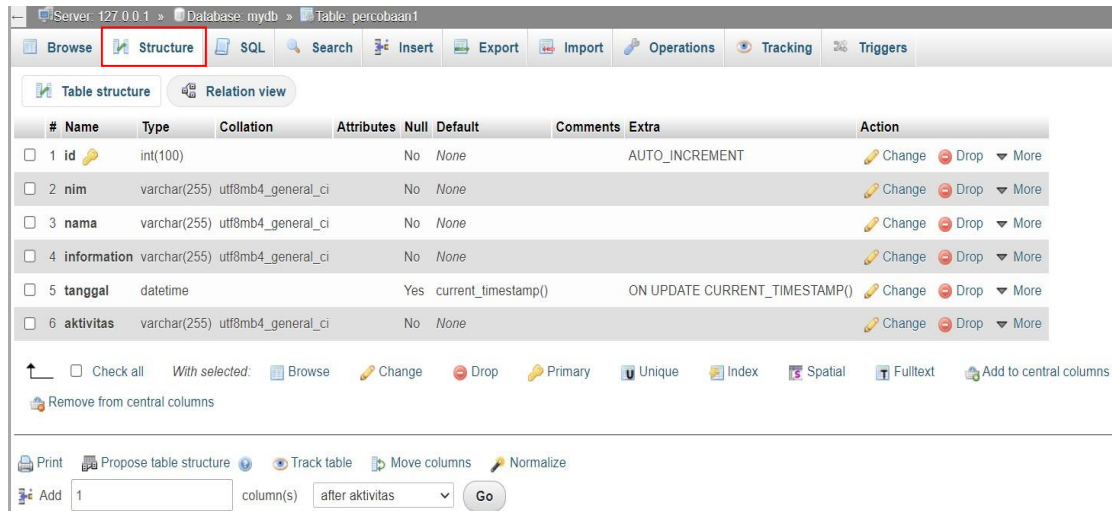 ← Server: 127.0.0.1 » Database: mydb » Table: percobaan1
Browse Structure SQL Search Insert Export Import Operations Tracking Triggers
Table structure Relation view
# Name Type Collation Attributes Null Default Comments Extra Action
1 id int(100) No None AUTO_INCREMENT Change Drop More
2 nim varchar(255) utf8mb4_general_ci No None Change Drop More
3 nama varchar(255) utf8mb4_general_ci No None Change Drop More
4 information varchar(255) utf8mb4_general_ci No None Change Drop More
5 tanggal datetime Yes current_timestamp() ON UPDATE CURRENT_TIMESTAMP() Change Drop More
6 aktivitas varchar(255) utf8mb4_general_ci No None Change Drop More
Check all With selected: Browse Change Drop Primary Unique Index Spatial Fulltext Add to central columns
Remove from central columns
Print Propose table structure Track table Move columns Normalize
Add 1 column(s) after aktivitas Go